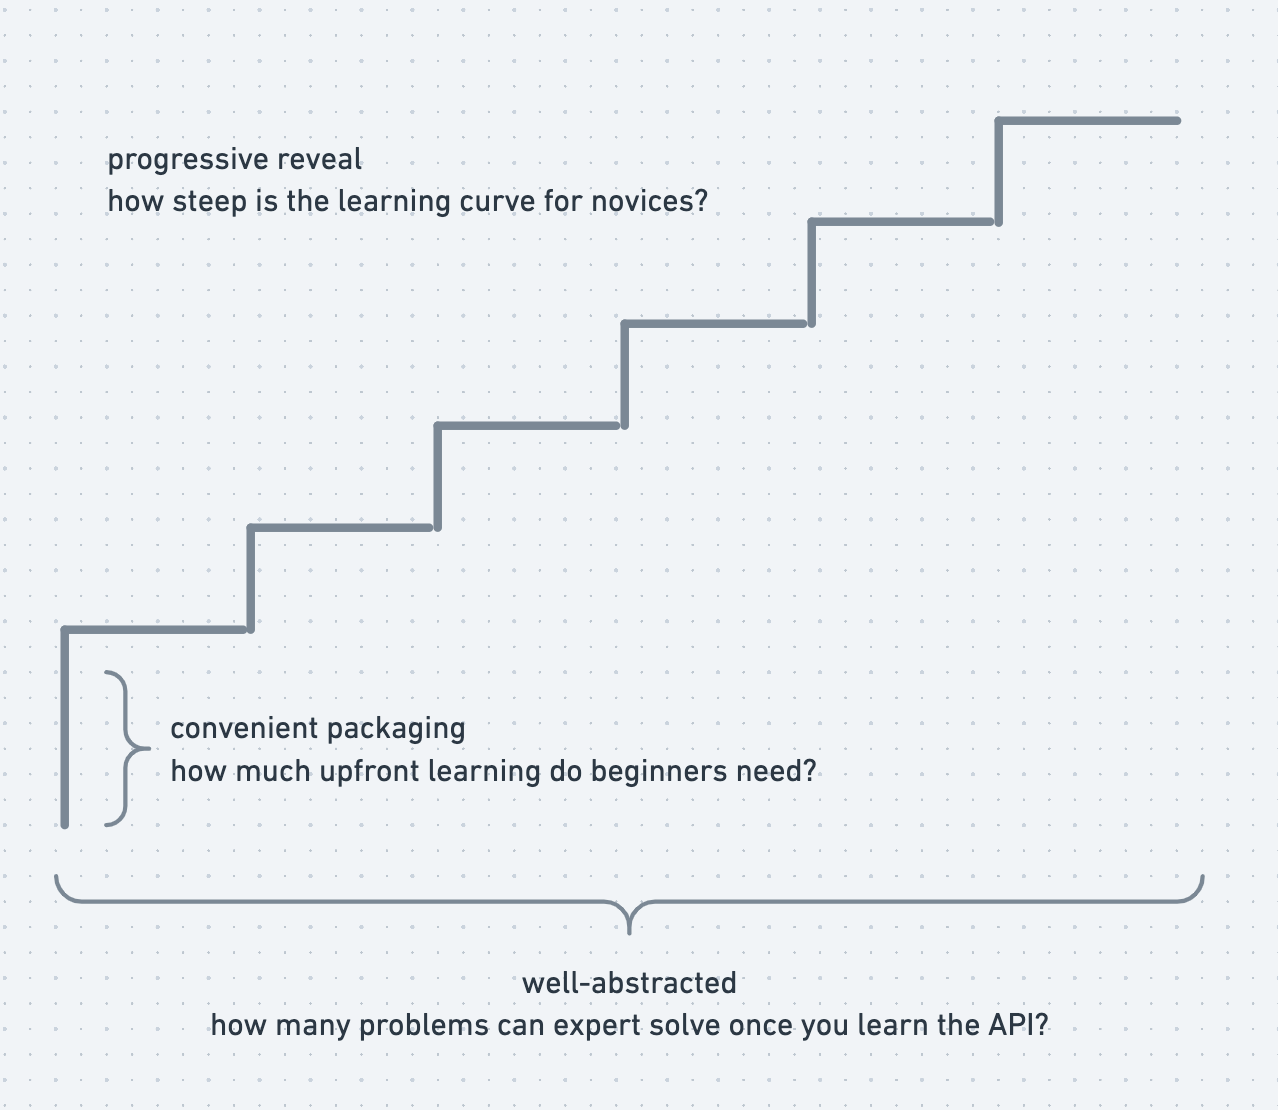 progressive reveal
how steep is the learning curve for novices?
convenient packaging
how much upfront learning do beginners need?
well-abstracted
how many problems can expert solve once you learn the API?